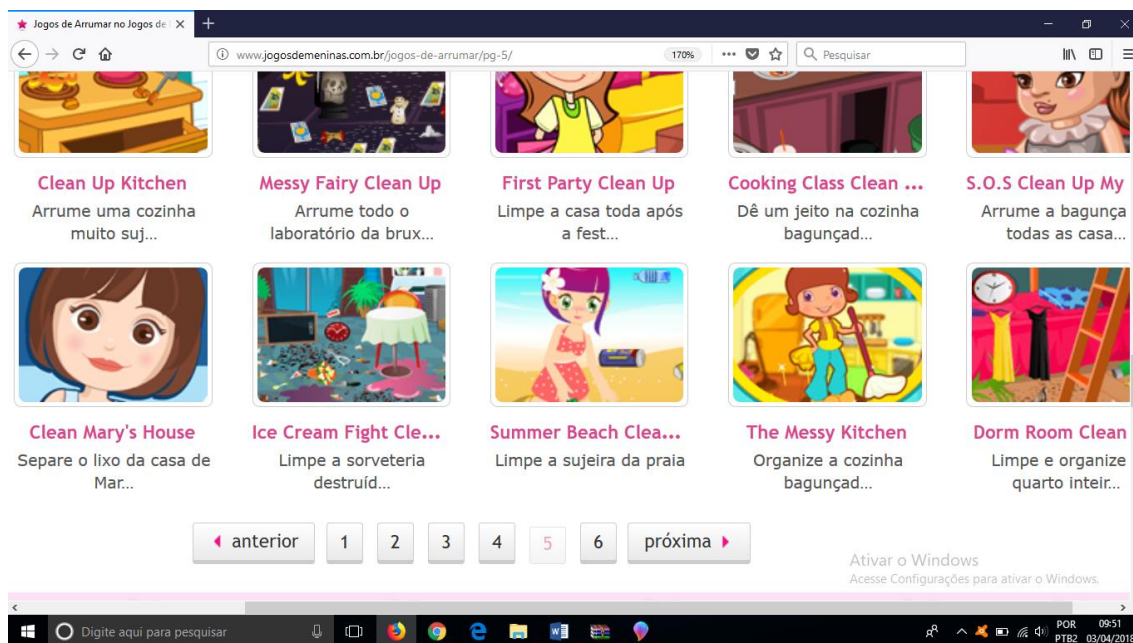 Jogos de Arrumar no Jogos de
www.jogosdemeninas.com.br/jogos-de-arrumar/pg-5/
170%
Pesquisar
Clean Up Kitchen
Arrume uma cozinha
muito suj...
Messy Fairy Clean Up
Arrume todo o
laboratório da brux...
First Party Clean Up
Limpe a casa toda após
a fest...
Cooking Class Clean ...
Dê um jeito na cozinha
bagunçad...
S.O.S Clean Up My
Arrume a bagunça
todas as casa...
Clean Mary's House
Separe o lixo da casa de
Mar...
Ice Cream Fight Cle...
Limpe a sorveteria
destruíd...
Summer Beach Clea...
Limpe a sujeira da praia
The Messy Kitchen
Organize a cozinha
bagunçad...
Dorm Room Clean
Limpe e organize
quarto inteir...
anterior 1 2 3 4 5 6 próxima
Ativar o Windows
Acesse Configurações para ativar o Windows.
Digite aqui para pesquisar
POR
PTB2
09:51
03/04/2018